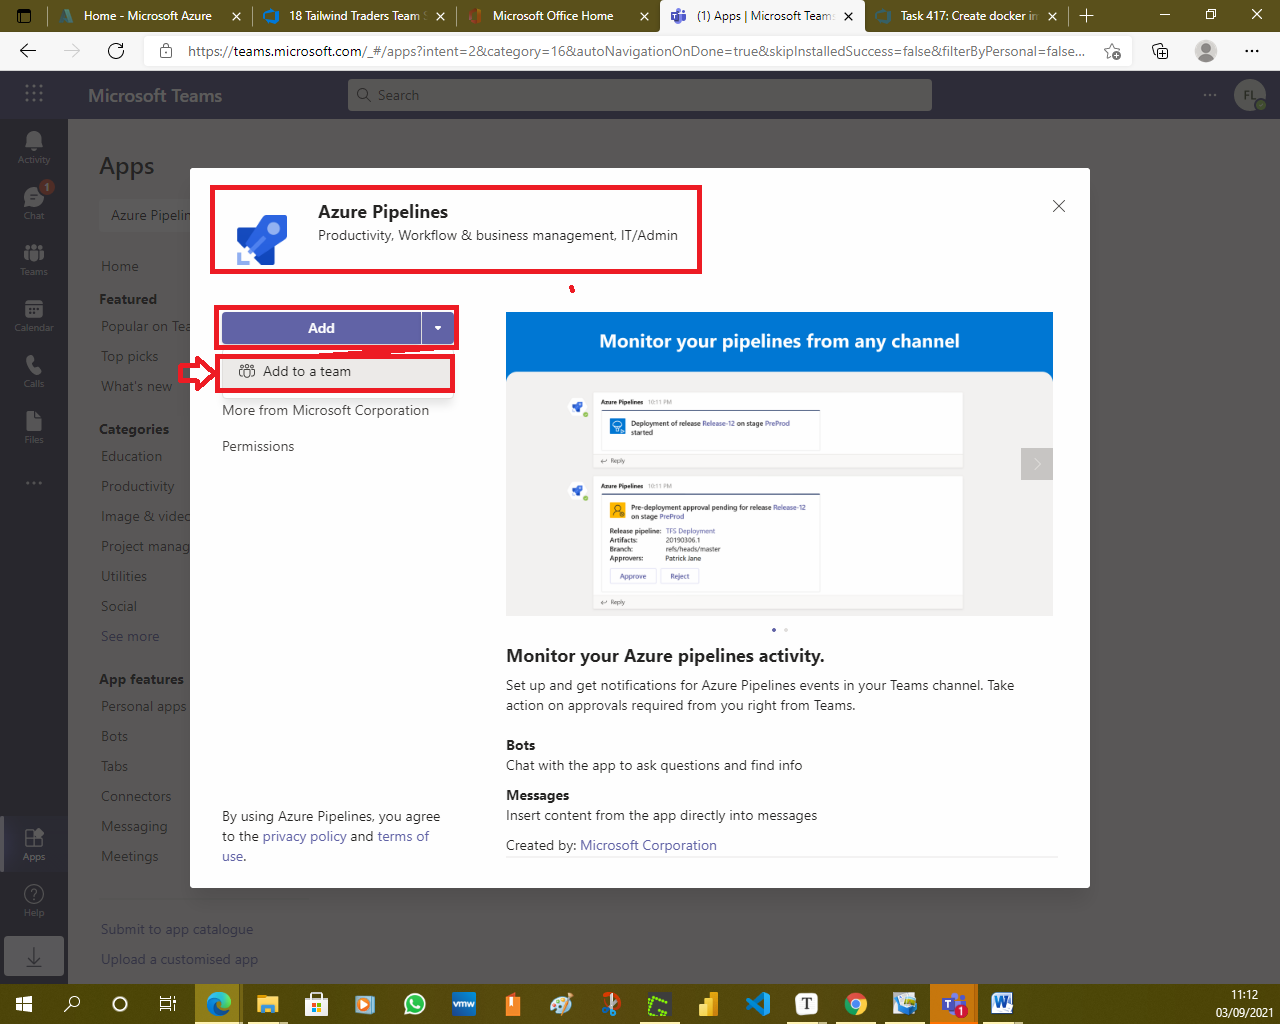 Home - Microsoft Azure
18 Tailwind Traders Team S
Microsoft Office Home
(1) Apps | Microsoft Teams
Task 417: Create docker im
https://teams.microsoft.com/_#/apps?intent=2&category=16&autoNavigationOnDone=true&skipInstalledSuccess=false&filterByPersonal=false...
Microsoft Teams
Search
FL
Activity
1
Chat
Teams
Calendar
Calls
Files
Apps
Help
Apps
Azure Pipelin
Home
Featured
Popular on Tea
Top picks
What's new
Categories
Education
Productivity
Image & video
Project manag
Utilities
Social
See more
App features
Personal apps
Bots
Tabs
Connectors
Messaging
Meetings
Submit to app catalogue
Upload a customised app
Azure Pipelines
Productivity, Workflow & business management, IT/Admin
Add
Add to a team
More from Microsoft Corporation
Permissions
By using Azure Pipelines, you agree
to the privacy policy and terms of
use.
Monitor your pipelines from any channel
Azure Pipelines 10:11 PM
Deployment of release Release-12 on stage PreProd
started
Reply
Azure Pipelines 10:11 PM
Pre-deployment approval pending for release Release-12
on stage PreProd
Release pipeline: TFS Deployment
Artifacts: 20190306.1
Branch: refs/heads/master
Approvers: Patrick Jane
Approve Reject
Reply
Monitor your Azure pipelines activity.
Set up and get notifications for Azure Pipelines events in your Teams channel. Take
action on approvals required from you right from Teams.
Bots
Chat with the app to ask questions and find info
Messages
Insert content from the app directly into messages
Created by: Microsoft Corporation
vmw
T
1
11:12
03/09/2021